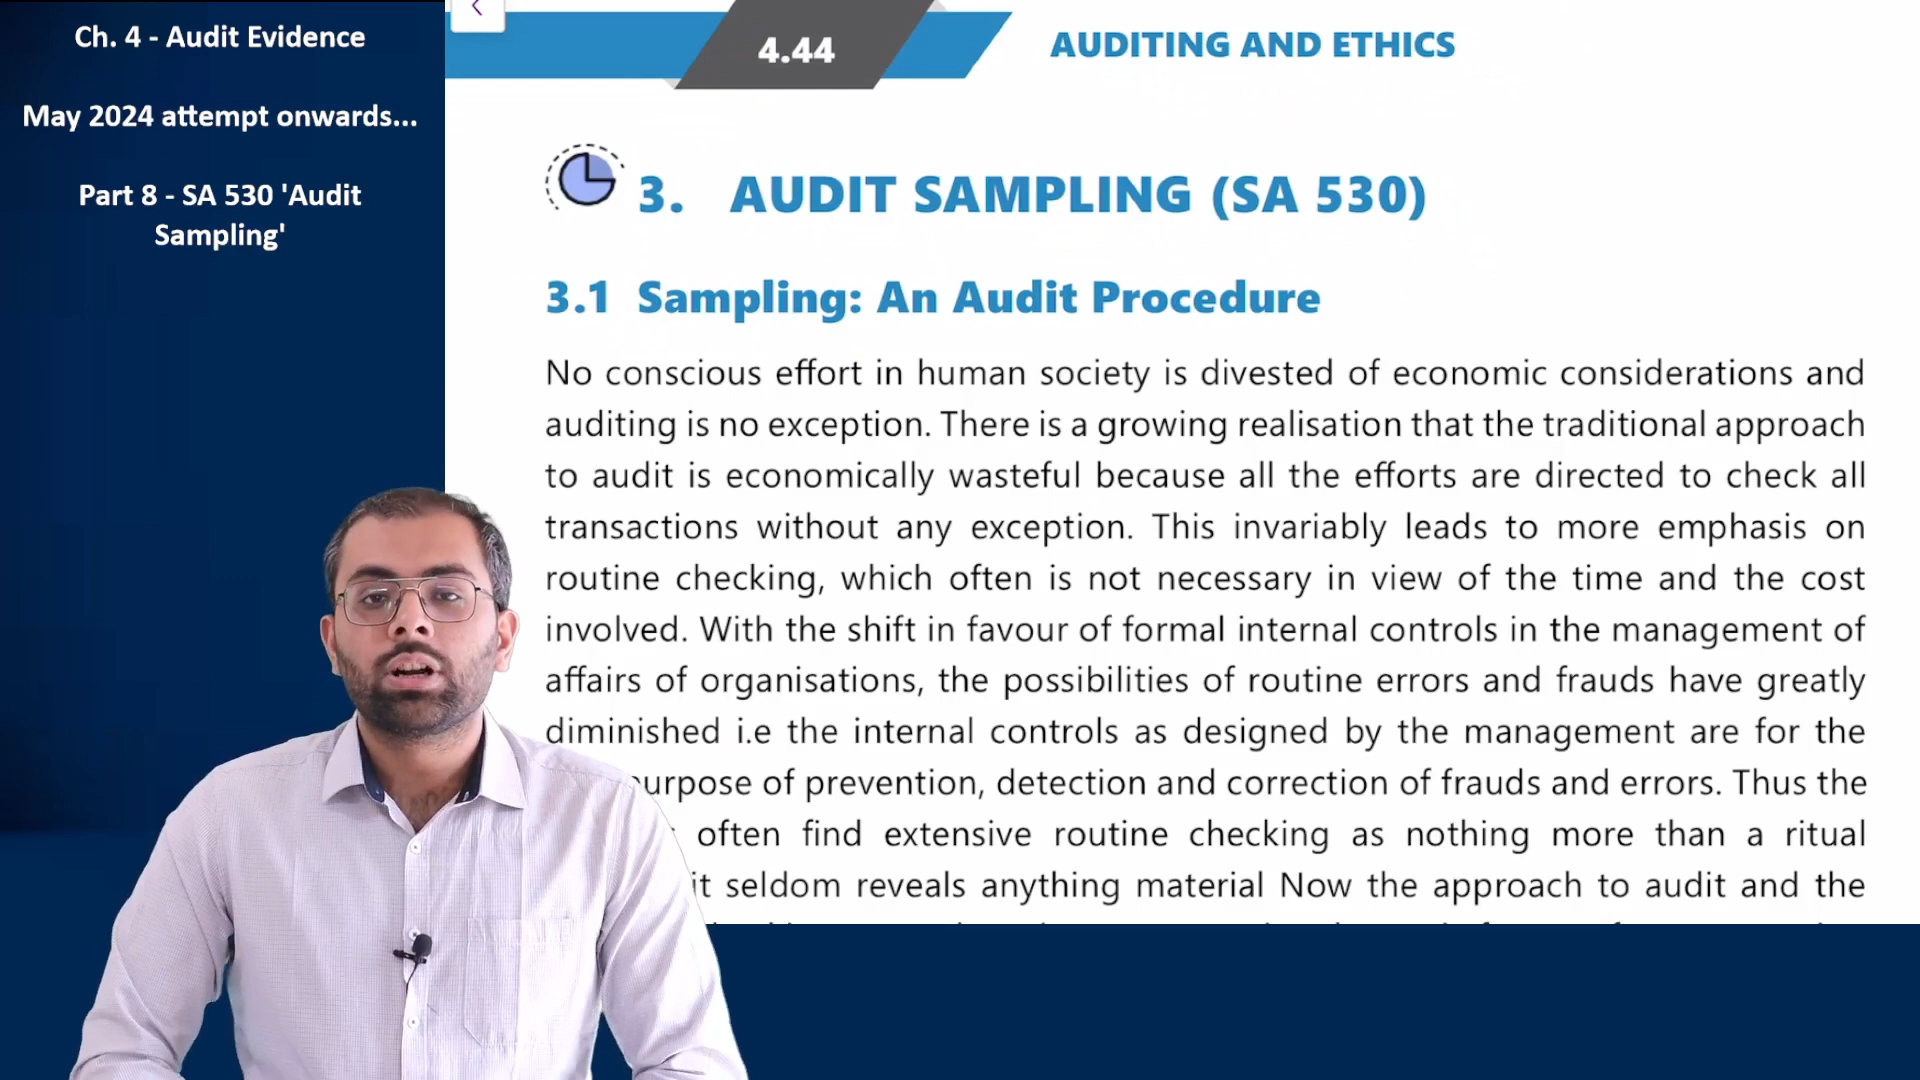 Ch. 4 - Audit Evidence
May 2024 attempt onwards...
Part 8 - SA 530 'Audit
Sampling'
4.44
AUDITING AND ETHICS
3. AUDIT SAMPLING (SA 530)
3.1 Sampling: An Audit Procedure
No conscious effort in human society is divested of economic considerations and
auditing is no exception. There is a growing realisation that the traditional approach
to audit is economically wasteful because all the efforts are directed to check all
transactions without any exception. This invariably leads to more emphasis on
routine checking, which often is not necessary in view of the time and the cost
involved. With the shift in favour of formal internal controls in the management of
affairs of organisations, the possibilities of routine errors and frauds have greatly
diminished i.e the internal controls as designed by the management are for the
urpose of prevention, detection and correction of frauds and errors. Thus the
often find extensive routine checking as nothing more than a ritual
it seldom reveals anything material Now the approach to audit and the